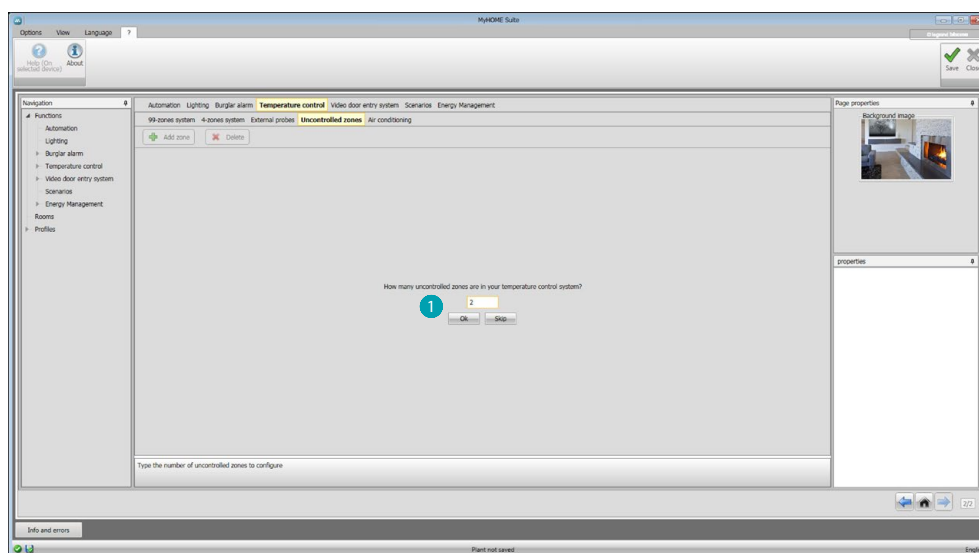 MyHOME Suite
Options View Language ?
Help (On
selected device)
About
Save Close
Navigation
Functions
Automation
Lighting
Burglar alarm
Temperature control
Video door entry system
Scenarios
Energy Management
Rooms
Profiles
Automation Lighting Burglar alarm Temperature control Video door entry system Scenarios Energy Management
99-zones system 4-zones system External probes Uncontrolled zones Air conditioning
Add zone Delete
How many uncontrolled zones are in your temperature control system?
1
2
Ok Skip
Type the number of uncontrolled zones to configure
Page properties
Background image
properties
2/2
Info and errors
Plant not saved